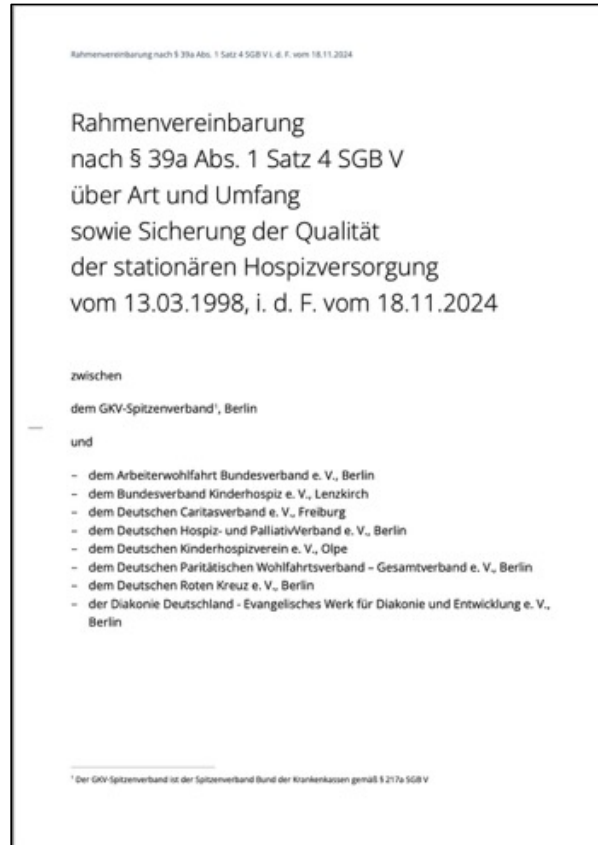 Rahmenvereinbarung nach § 39a Abs. 1 Satz 4 SGB V i. d. F. vom 18.11.2024
Rahmenvereinbarung
nach § 39a Abs. 1 Satz 4 SGB V
über Art und Umfang
sowie Sicherung der Qualität
der stationären Hospizversorgung
vom 13.03.1998, i. d. F. vom 18.11.2024
zwischen
dem GKV-Spitzenverband¹, Berlin
und
– dem Arbeiterwohlfahrt Bundesverband e. V., Berlin
– dem Bundesverband Kinderhospiz e. V., Lenzkirch
– dem Deutschen Caritasverband e. V., Freiburg
– dem Deutschen Hospiz- und PalliativVerband e. V., Berlin
– dem Deutschen Kinderhospizverein e. V., Olpe
– dem Deutschen Paritätischen Wohlfahrtsverband – Gesamtverband e. V., Berlin
– dem Deutschen Roten Kreuz e. V., Berlin
– der Diakonie Deutschland - Evangelisches Werk für Diakonie und Entwicklung e. V.,
Berlin
¹ Der GKV-Spitzenverband ist der Spitzenverband Bund der Krankenkassen gemäß § 217a SGB V